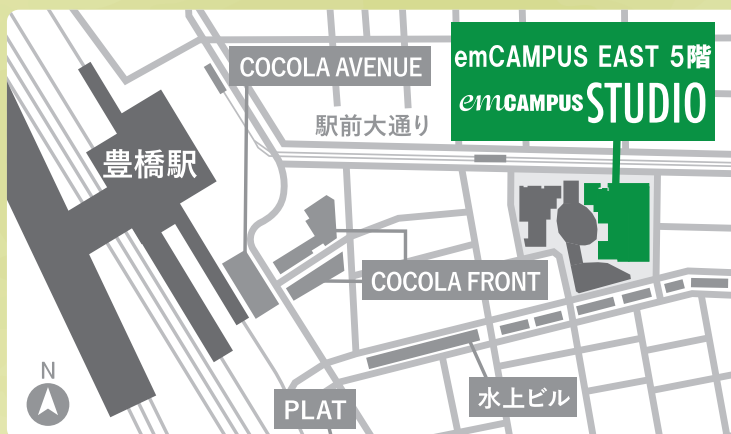 COCOLA AVENUE
emCAMPUS EAST 5階
emCAMPUS STUDIO
駅前大通り
豊橋駅
COCOLA FRONT
N
PLAT
水上ビル